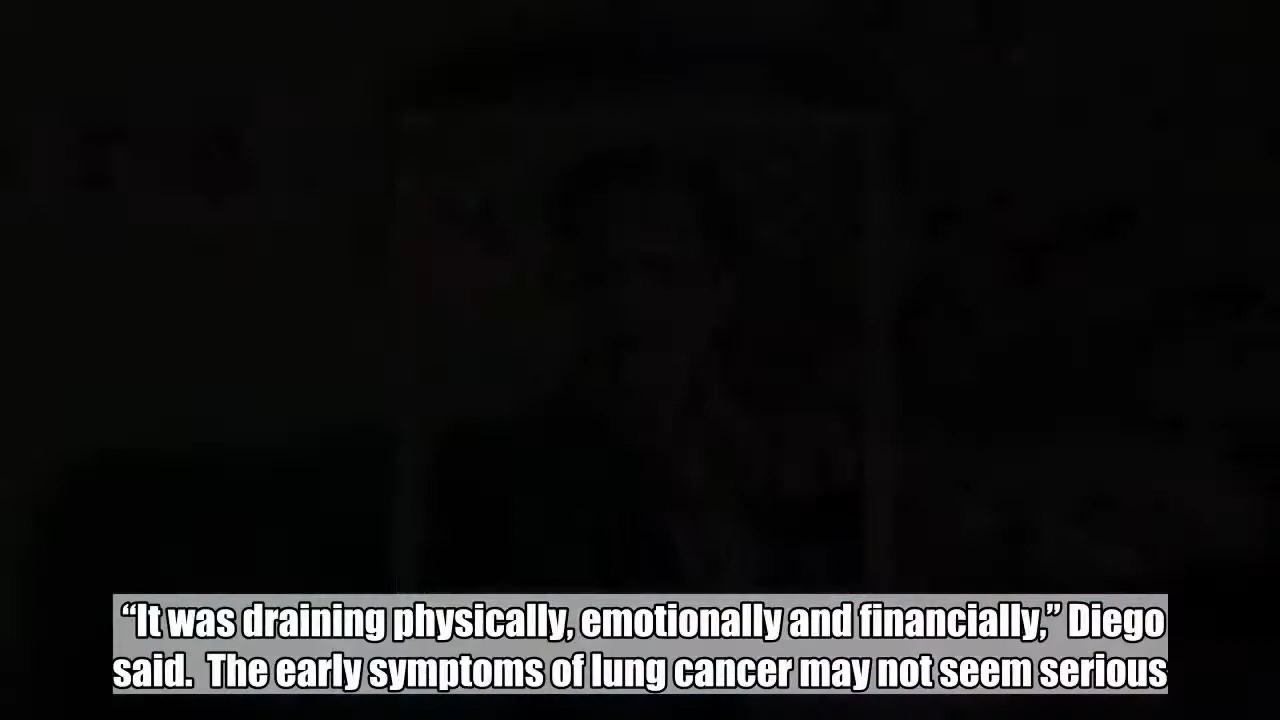 “It was draining physically, emotionally and financially,” Diego
said.  The early symptoms of lung cancer may not seem serious